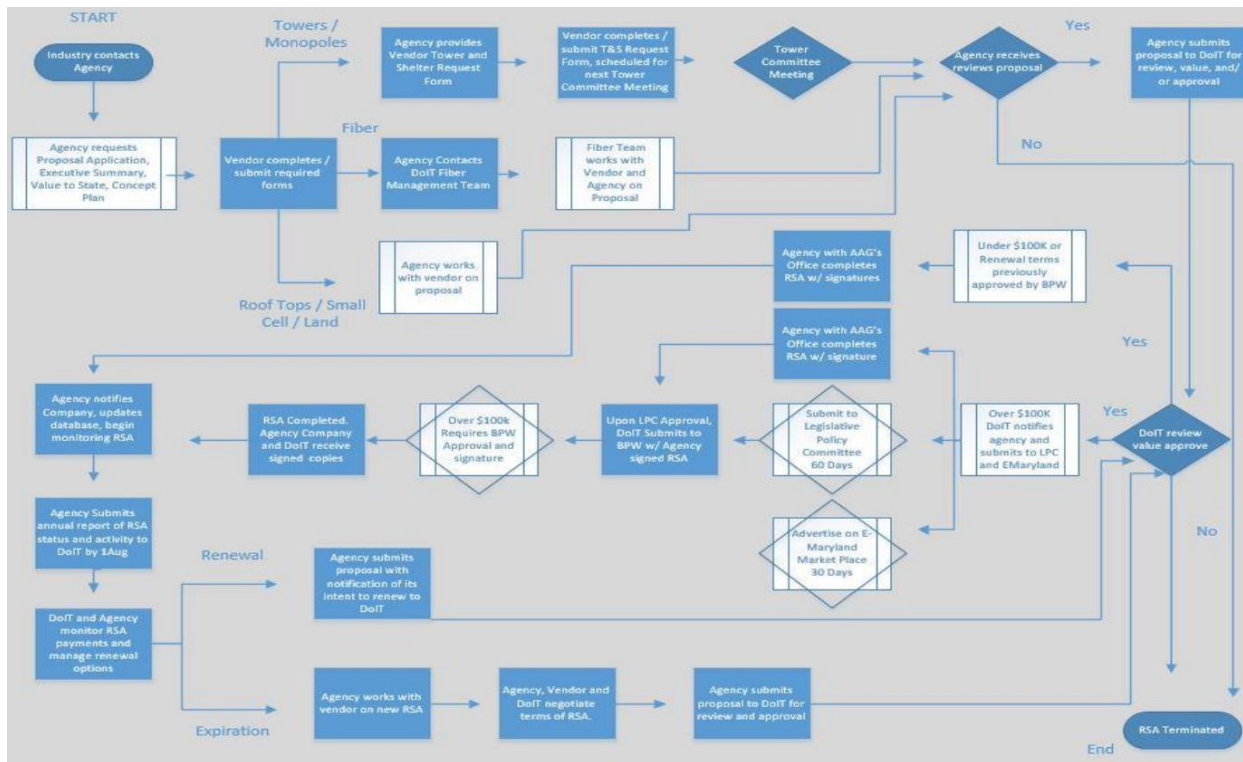 START
Industry contacts
Agency
Agency requests
Proposal Application,
Executive Summary,
Value to State, Concept
Plan
Vendor completes /
submit required
forms
Towers /
Monopoles
Agency provides
Vendor Tower and
Shelter Request
Form
Vendor completes /
submit T&S Request
Form, scheduled for
next Tower
Committee Meeting
Tower
Committee
Meeting
Agency receives
reviews proposal
Yes
Agency submits
proposal to DoIT for
review, value, and/
or approval
No
Fiber
Agency Contacts
DoIT Fiber
Management Team
Fiber Team
works with
Vendor and
Agency on
Proposal
Roof Tops / Small
Cell / Land
Agency works
with vendor on
proposal
Agency with AAG's
Office completes
RSA w/ signatures
Under $100K or
Renewal terms
previously
approved by BPW
Yes
Agency with AAG's
Office completes
RSA w/ signature
Agency notifies
Company, updates
database, begin
monitoring RSA
RSA Completed.
Agency Company
and DoIT receive
signed copies
Over $100k
Requires BPW
Approval and
signature
Upon LPC Approval,
DoIT Submits to
BPW w/ Agency
signed RSA
Submit to
Legislative
Policy
Committee
60 Days
Over $100K
DoIT notifies
agency and
submits to LPC
and EMaryland
Yes
DoIT review
value approve
No
Advertise on E-
Maryland
Market Place
30 Days
Agency Submits
annual report of RSA
status and activity to
DoIT by 1Aug
DoIT and Agency
monitor RSA
payments and
manage renewal
options
Renewal
Agency submits
proposal with
notification of its
intent to renew to
DoIT
Expiration
Agency works with
vendor on new RSA
Agency, Vendor and
DoIT negotiate
terms of RSA.
Agency submits
proposal to DoIT for
review and approval
RSA Terminated
End